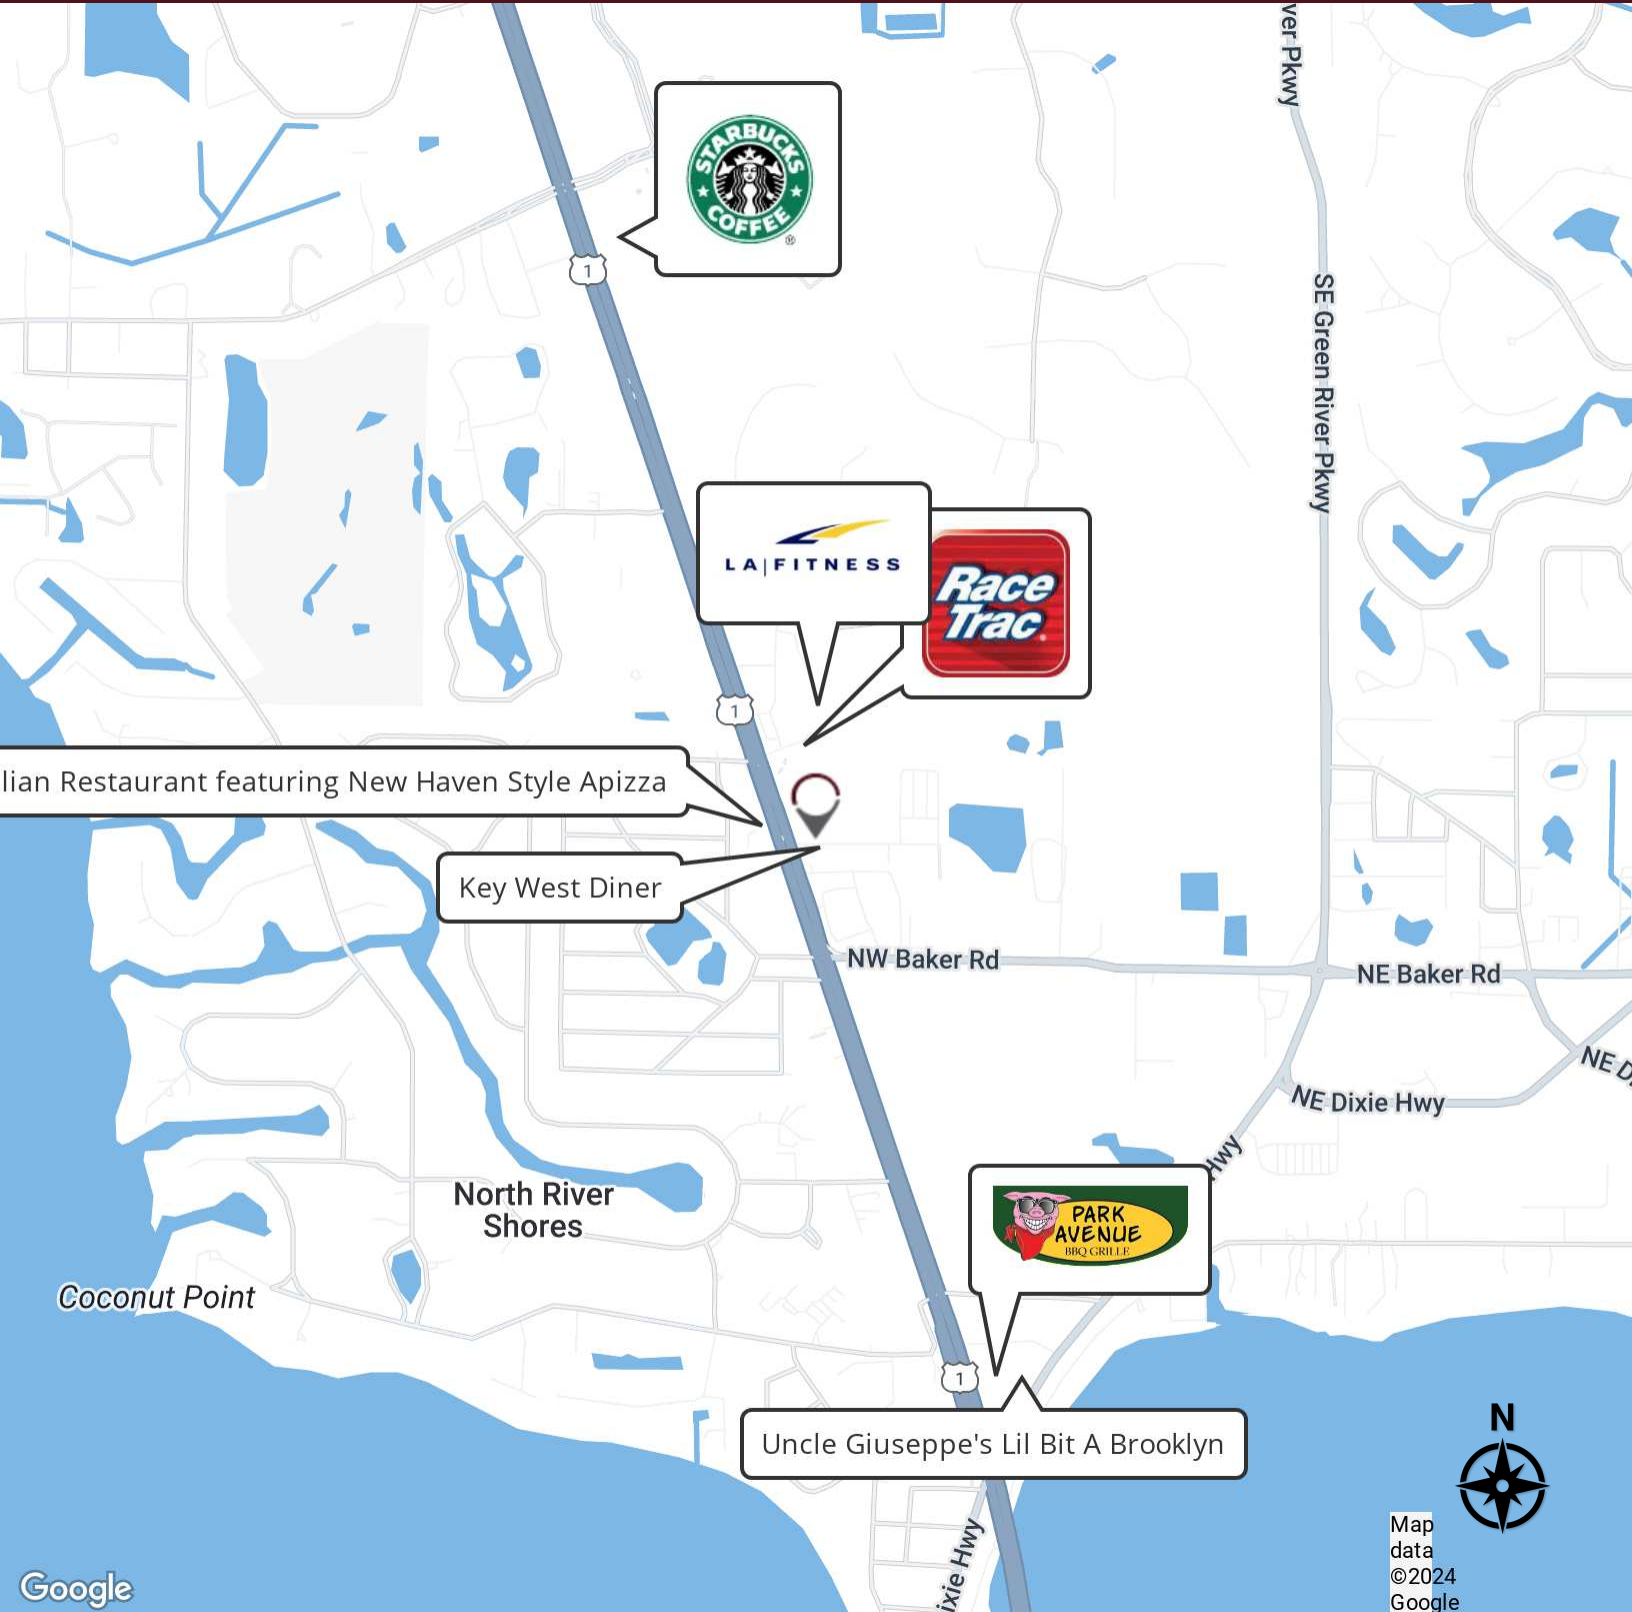 ver Pkwy
STARBUCKS
COFFEE
®
1
SE Green River Pkwy
LA|FITNESS
Race
Trac
1
lian Restaurant featuring New Haven Style Apizza
Key West Diner
NW Baker Rd
NE Baker Rd
NE D
NE Dixie Hwy
Hwy
North River
Shores
PARK
AVENUE
BBQ GRILLE
Coconut Point
1
Uncle Giuseppe's Lil Bit A Brooklyn
N
ixie Hwy
Map
data
©2024
Google
Google